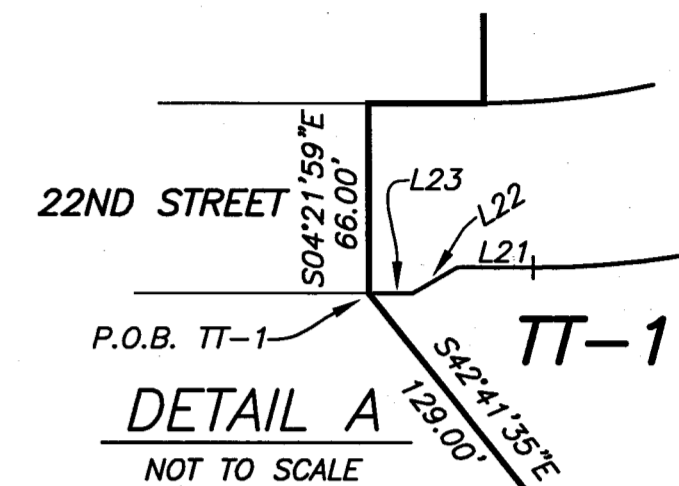 S04°21'59"E
66.00'
L23
L22
22ND STREET
L21
P.O.B. TT-1
TT-1
S42°41'35"E
129.00'
DETAIL A
NOT TO SCALE